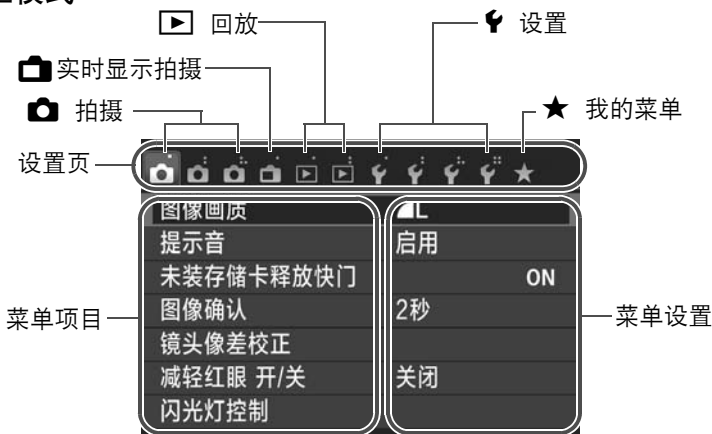 回放
设置
实时显示拍摄
拍摄
我的菜单
设置页
图像画质 L
提示音 启用
未装存储卡释放快门 ON
菜单项目
图像确认 2秒
菜单设置
镜头像差校正
减轻红眼 开/关 关闭
闪光灯控制